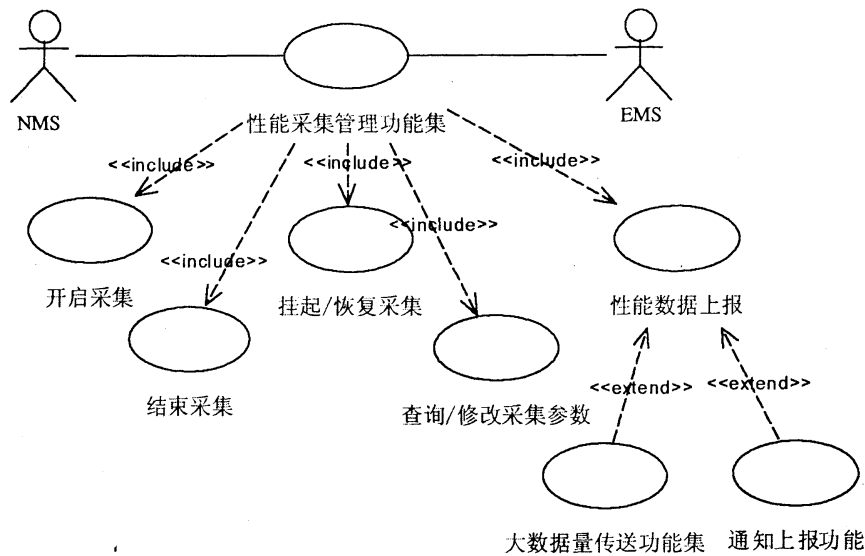 NMS
EMS
性能采集管理功能集
<<include>>
<<include>>
<<include>>
<<include>>
<<include>>
开启采集
挂起/恢复采集
性能数据上报
结束采集
查询/修改采集参数
<<extend>>
<<extend>>
大数据量传送功能集
通知上报功能